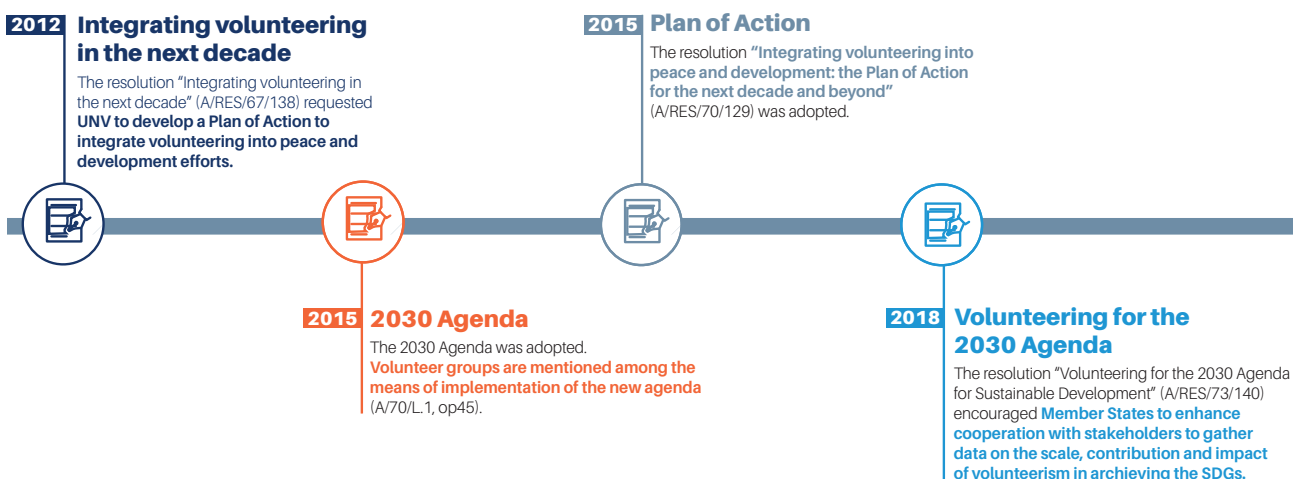 2012 Integrating volunteering
in the next decade
The resolution “Integrating volunteering in
the next decade” (A/RES/67/138) requested
UNV to develop a Plan of Action to
integrate volunteering into peace and
development efforts.
2015 2030 Agenda
The 2030 Agenda was adopted.
Volunteer groups are mentioned among the
means of implementation of the new agenda
(A/70/L.1, op45).
2015 Plan of Action
The resolution “Integrating volunteering into
peace and development: the Plan of Action
for the next decade and beyond”
(A/RES/70/129) was adopted.
2018 Volunteering for the
2030 Agenda
The resolution “Volunteering for the 2030 Agenda
for Sustainable Development” (A/RES/73/140)
encouraged Member States to enhance
cooperation with stakeholders to gather
data on the scale, contribution and impact
of volunteerism in archieving the SDGs.